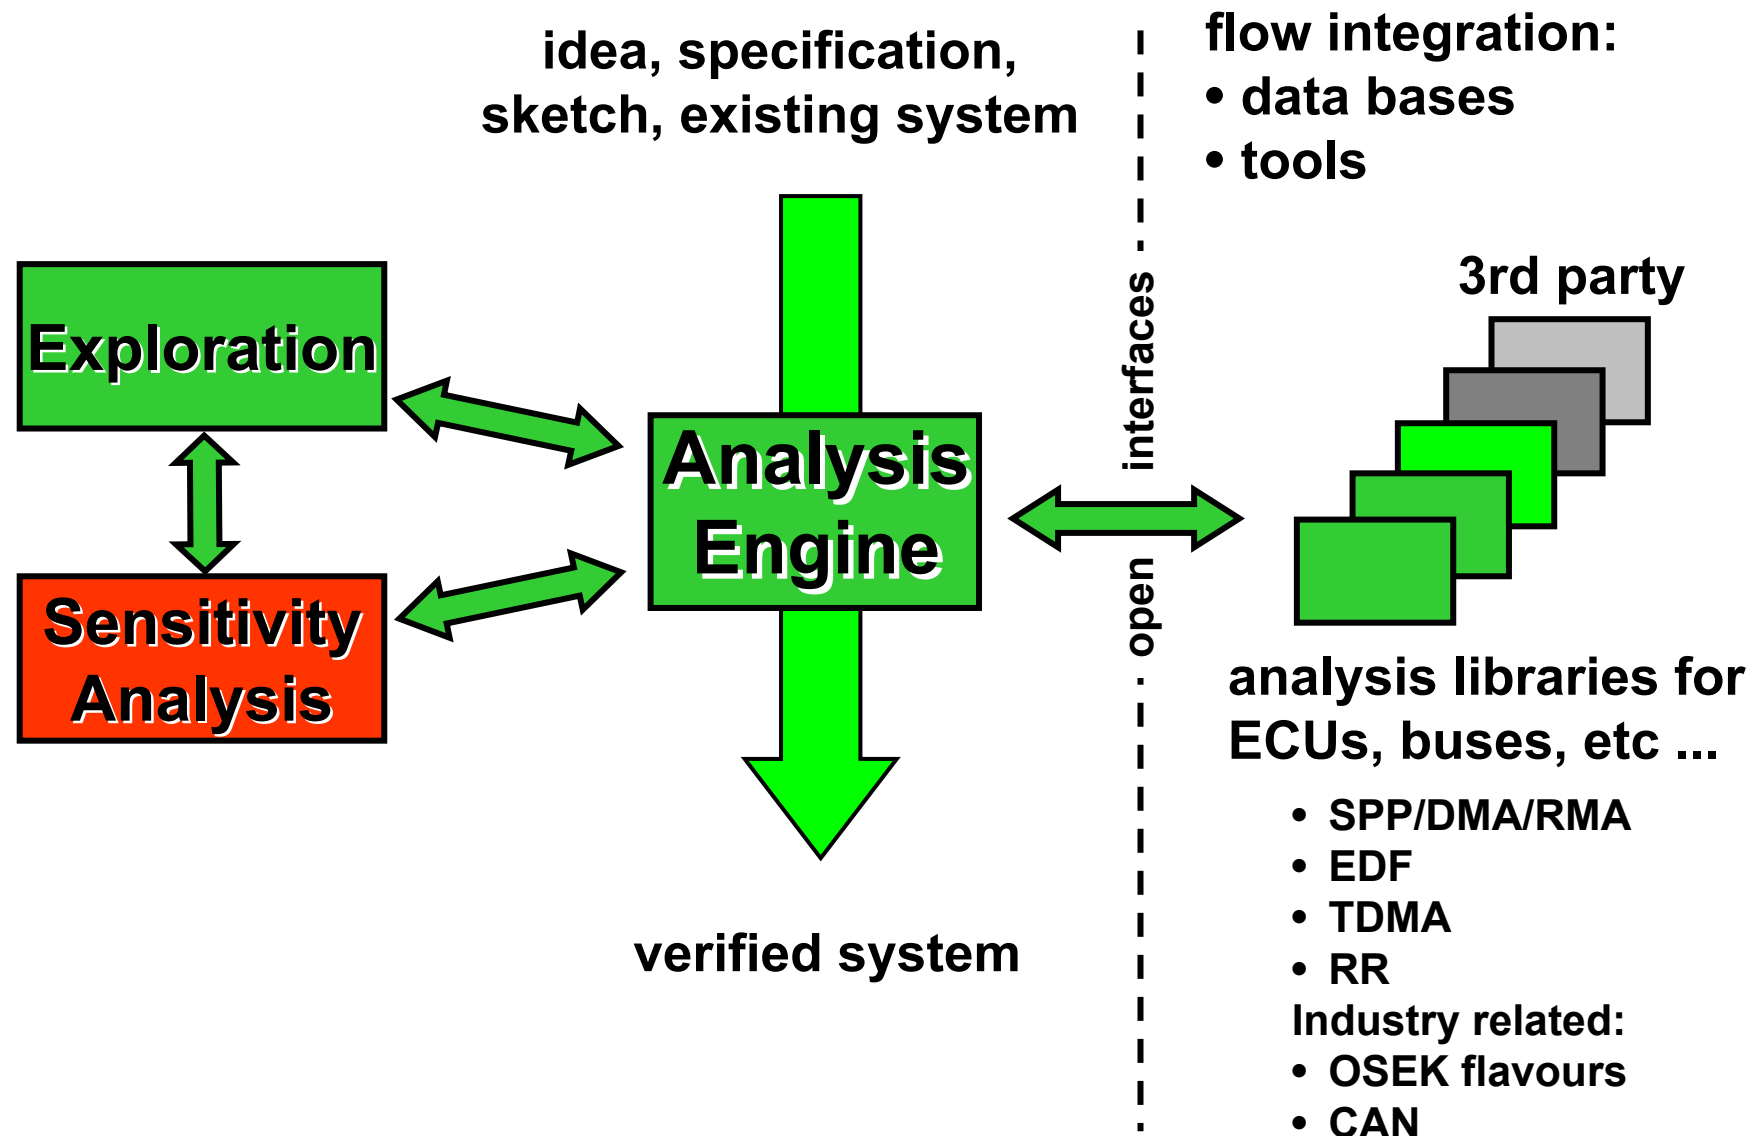 idea, specification,
sketch, existing system
flow integration:
• data bases
• tools
Exploration
Sensitivity
Analysis
Analysis
Engine
verified system
open interfaces
3rd party
analysis libraries for
ECUs, buses, etc ...
• SPP/DMA/RMA
• EDF
• TDMA
• RR
Industry related:
• OSEK flavours
• CAN